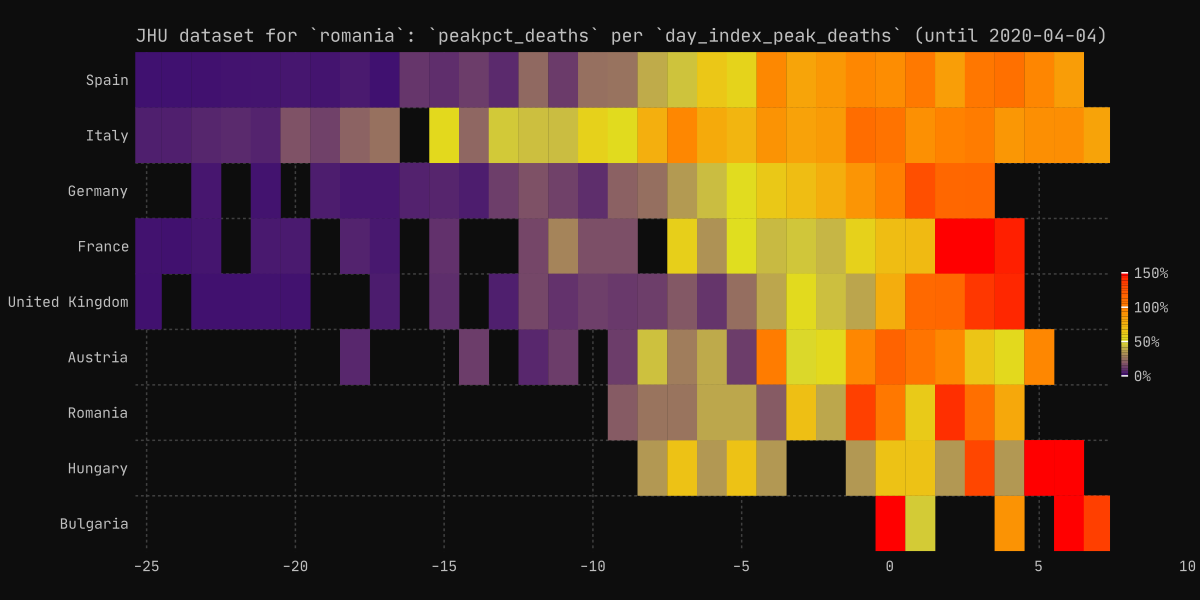 JHU dataset for `romania`: `peakpct_deaths` per `day_index_peak_deaths` (until 2020-04-04)
Spain
Italy
Germany
France
United Kingdom
Austria
Romania
Hungary
Bulgaria
150%
100%
50%
0%
−25 −20 −15 −10 −5 0 5 10